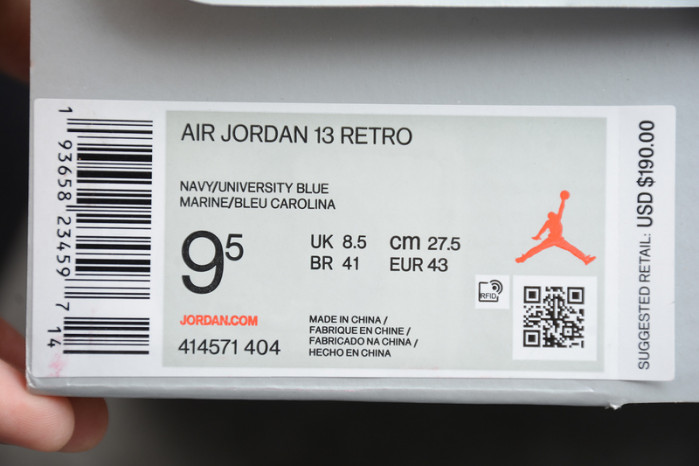 AIR JORDAN 13 RETRO
NAVY/UNIVERSITY BLUE
MARINE/BLEU CAROLINA
9⁵
UK 8.5 cm 27.5
BR 41 EUR 43
RFID
JORDAN.COM
414571 404
MADE IN CHINA /
FABRIQUE EN CHINE /
FABRICADO NA CHINA /
HECHO EN CHINA
1 93658 23459 7 14
SUGGESTED RETAIL: USD $190.00